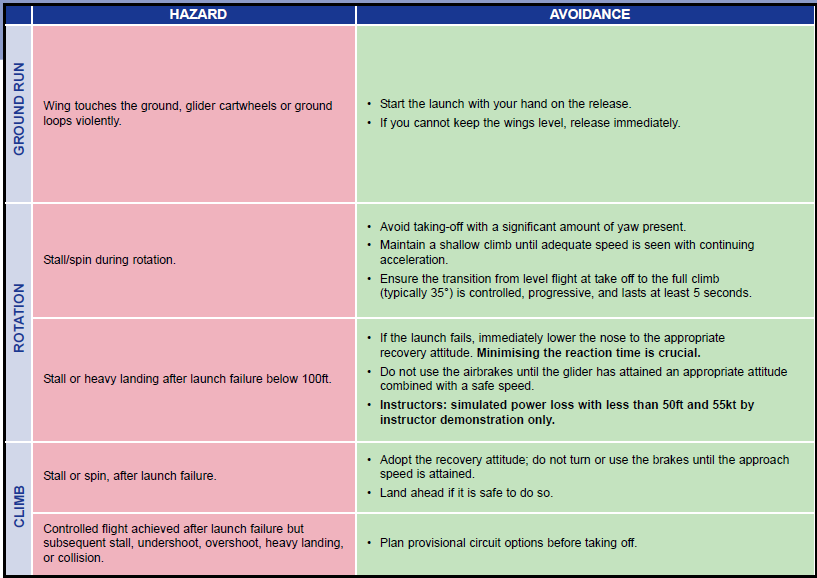 HAZARD
AVOIDANCE
GROUND RUN
Wing touches the ground, glider cartwheels or ground
loops violently.
• Start the launch with your hand on the release.
• If you cannot keep the wings level, release immediately.
ROTATION
Stall/spin during rotation.
• Avoid taking-off with a significant amount of yaw present.
• Maintain a shallow climb until adequate speed is seen with continuing
acceleration.
• Ensure the transition from level flight at take off to the full climb
(typically 35°) is controlled, progressive, and lasts at least 5 seconds.
Stall or heavy landing after launch failure below 100ft.
• If the launch fails, immediately lower the nose to the appropriate
recovery attitude. Minimising the reaction time is crucial.
• Do not use the airbrakes until the glider has attained an appropriate attitude
combined with a safe speed.
• Instructors: simulated power loss with less than 50ft and 55kt by
instructor demonstration only.
CLIMB
Stall or spin, after launch failure.
• Adopt the recovery attitude; do not turn or use the brakes until the approach
speed is attained.
• Land ahead if it is safe to do so.
Controlled flight achieved after launch failure but
subsequent stall, undershoot, overshoot, heavy landing,
or collision.
• Plan provisional circuit options before taking off.